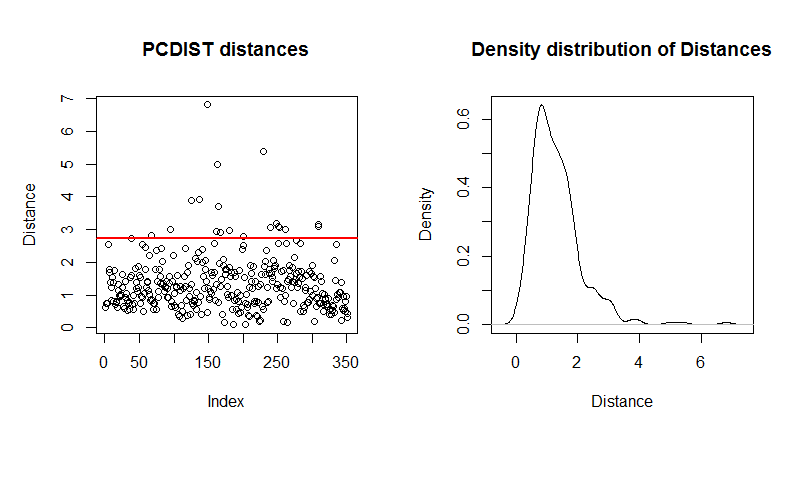 PCDIST distances
Distance
0 1 2 3 4 5 6 7
0 50 150 250 350
Index
Density distribution of Distances
Density
0.0 0.2 0.4 0.6
0 2 4 6
Distance